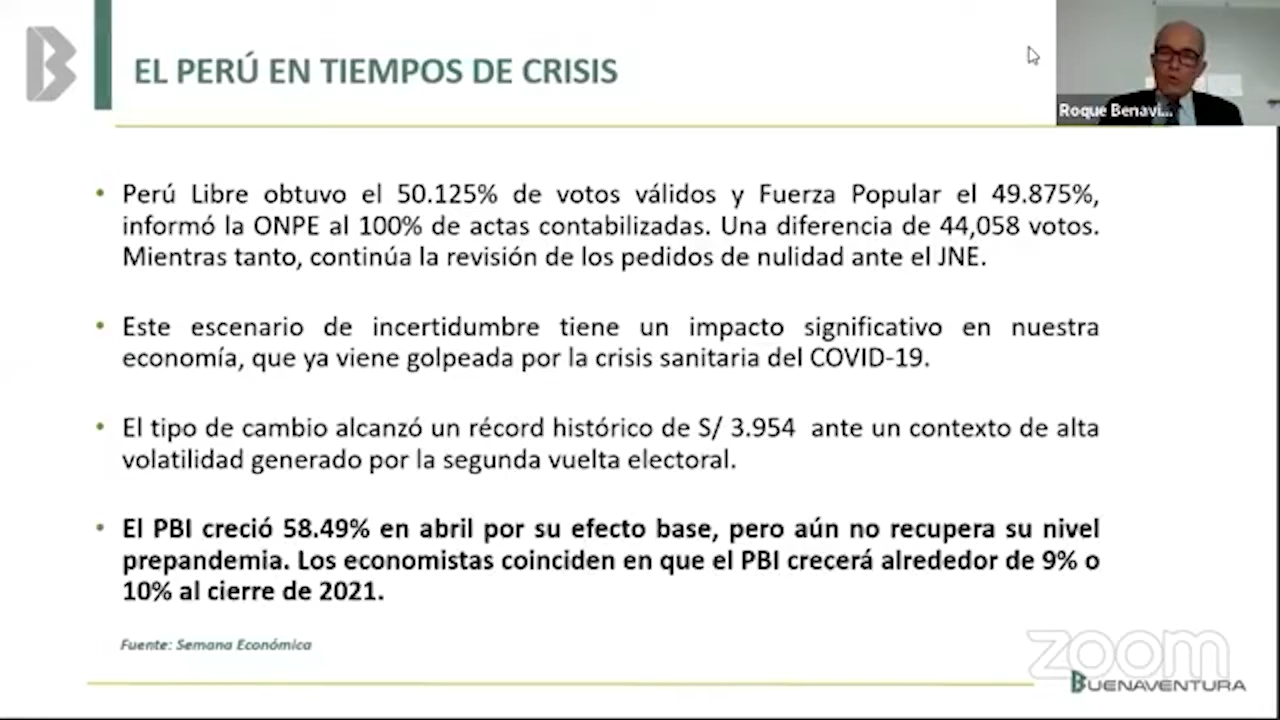 EL PERÚ EN TIEMPOS DE CRISIS
Roque Benavi...
• Perú Libre obtuvo el 50.125% de votos válidos y Fuerza Popular el 49.875%,
informó la ONPE al 100% de actas contabilizadas. Una diferencia de 44,058 votos.
Mientras tanto, continúa la revisión de los pedidos de nulidad ante el JNE.
• Este escenario de incertidumbre tiene un impacto significativo en nuestra
economía, que ya viene golpeada por la crisis sanitaria del COVID-19.
• El tipo de cambio alcanzó un récord histórico de S/ 3.954 ante un contexto de alta
volatilidad generado por la segunda vuelta electoral.
• El PBI creció 58.49% en abril por su efecto base, pero aún no recupera su nivel
prepandemia. Los economistas coinciden en que el PBI crecerá alrededor de 9% o
10% al cierre de 2021.
Fuente: Semana Económica
zoom
BUENAVENTURA